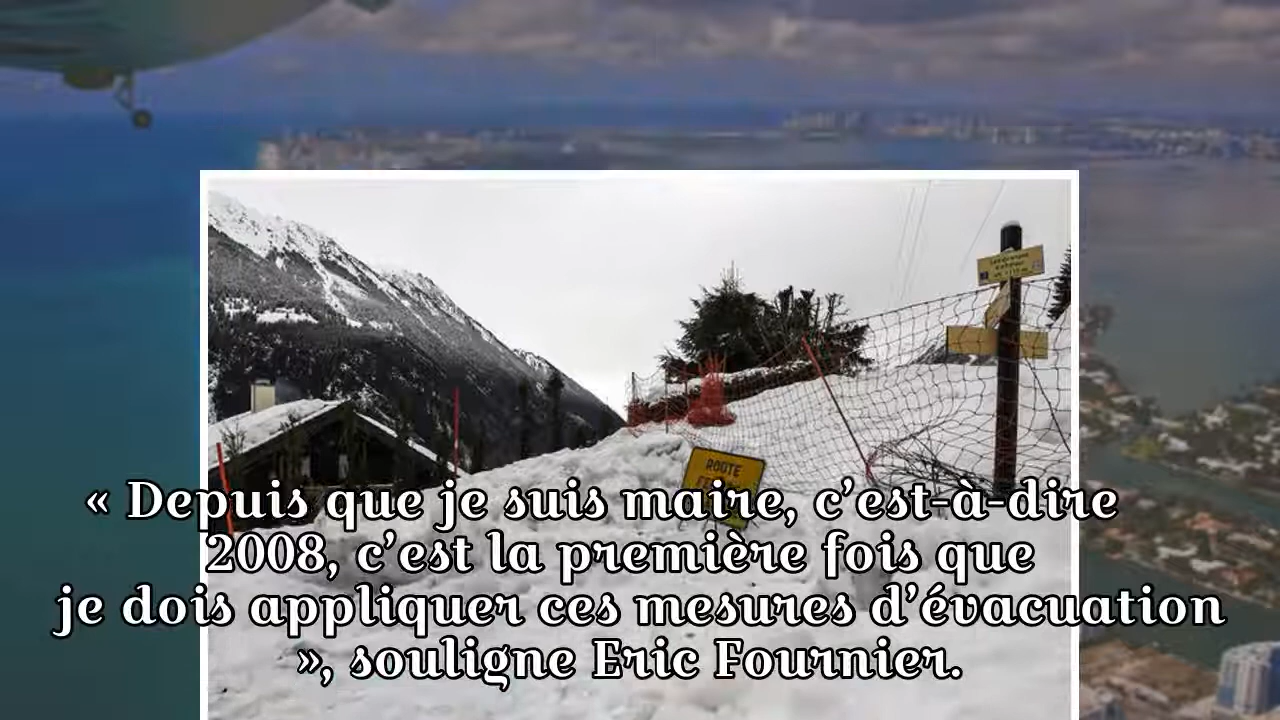 ROUTE
« Depuis que je suis maire, c’est-à-dire
2008, c’est la première fois que
je dois appliquer ces mesures d’évacuation
», souligne Eric Fournier.